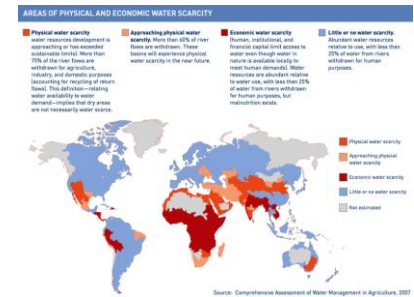 AREAS OF PHYSICAL AND ECONOMIC WATER SCARCITY
Physical water scarcity
water resources development is
approaching or has exceeded
sustainable limits). More than
75% of the river flows are
withdrawn for agriculture,
industry, and domestic purposes
(accounting for recycling of return
flows). This definition—relating
water availability to water
demand—implies that dry areas
are not necessarily water scarce.
Approaching physical water
scarcity. More than 60% of river
flows are withdrawn. These
basins will experience physical
water scarcity in the near future.
Economic water scarcity
(human, institutional, and
financial capital limit access to
water even though water in
nature is available locally to
meet human demands). Water
resources are abundant relative
to water use, with less than 25%
of water from rivers withdrawn
for human purposes, but
malnutrition exists.
Little or no water scarcity.
Abundant water resources
relative to use, with less than
25% of water from rivers
withdrawn for human
purposes.
Physical water scarcity
Approaching physical
water scarcity
Economic water scarcity
Little or no water scarcity
Not estimated
Source: Comprehensive Assessment of Water Management in Agriculture, 2007